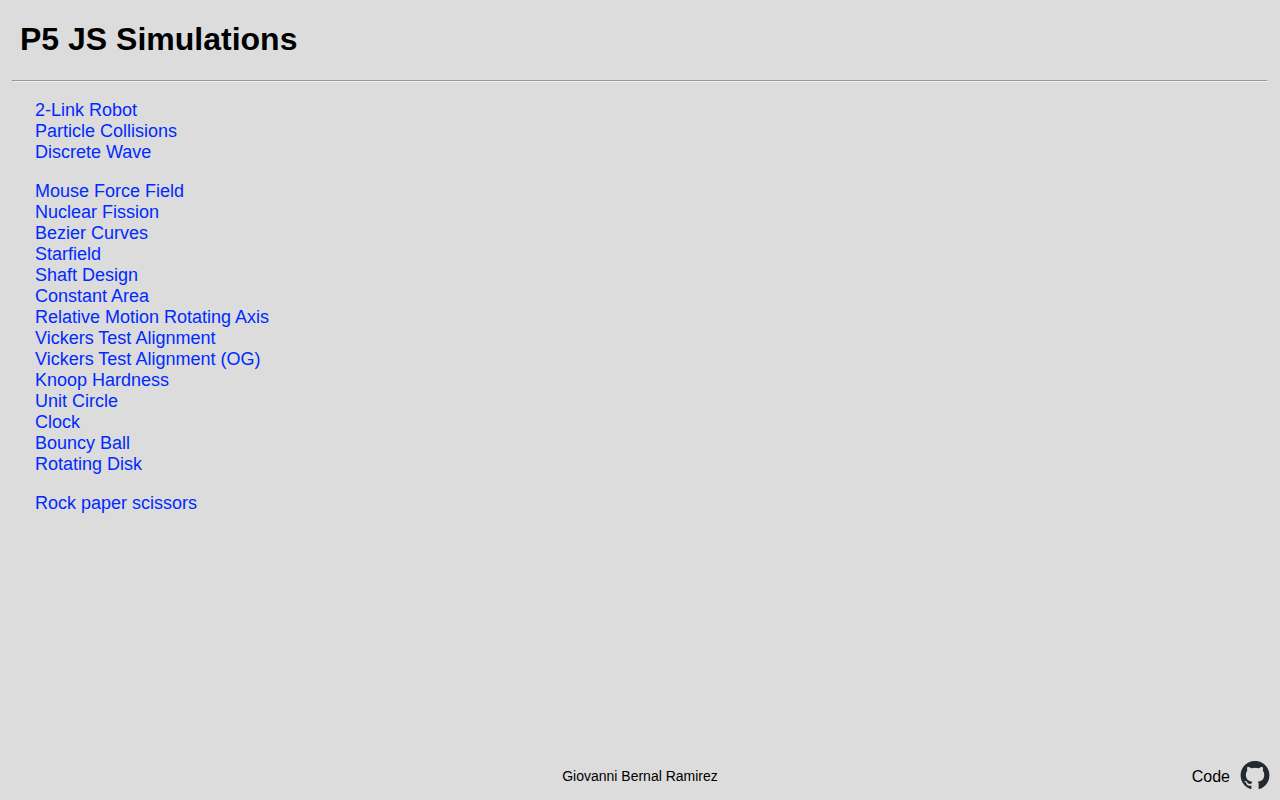 P5 JS Simulations
2-Link Robot
Particle Collisions
Discrete Wave
Mouse Force Field
Nuclear Fission
Bezier Curves
Starfield
Shaft Design
Constant Area
Relative Motion Rotating Axis
Vickers Test Alignment
Vickers Test Alignment (OG)
Knoop Hardness
Unit Circle
Clock
Bouncy Ball
Rotating Disk
Rock paper scissors
Giovanni Bernal Ramirez
Code